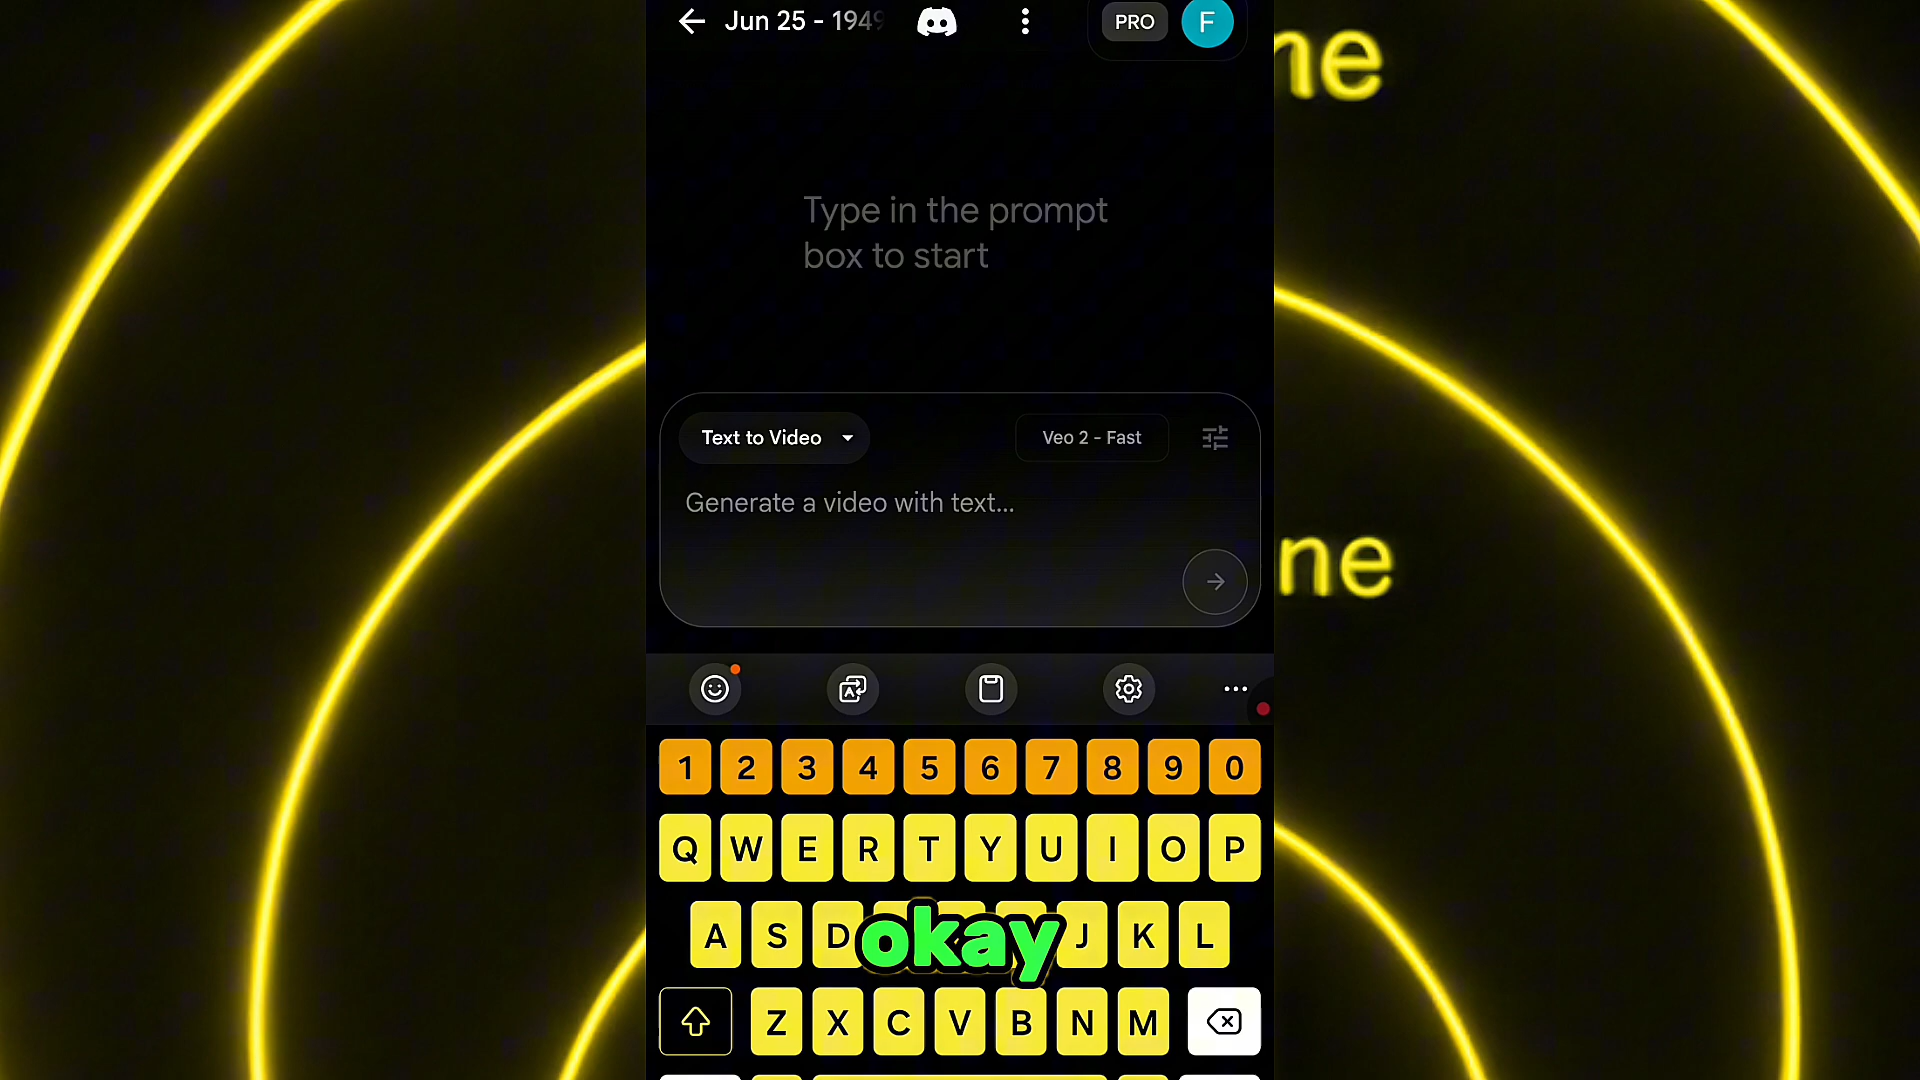 Jun 25 - 1949
PRO
F
ne
Type in the prompt
box to start
Text to Video
Veo 2 - Fast
Generate a video with text...
ne
1 2 3 4 5 6 7 8 9 0
Q W E R T Y U I O P
A S D J K L
okay
Z X C V B N M